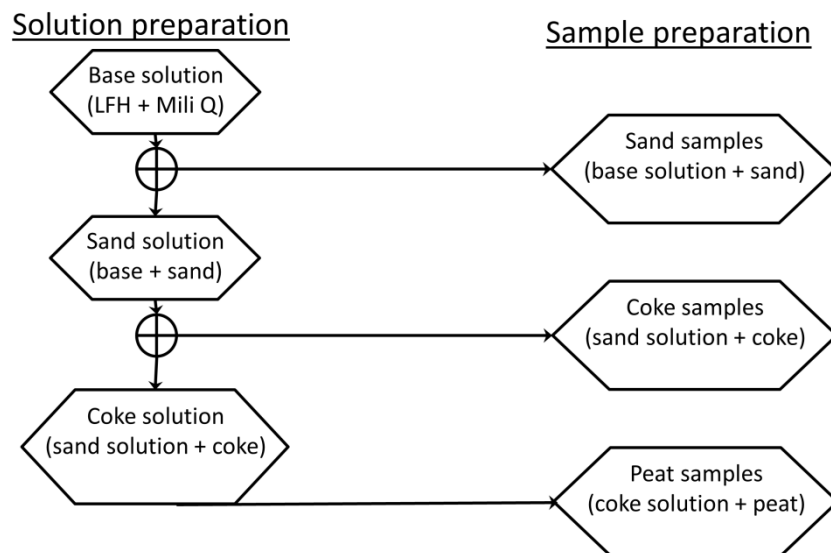 Solution preparation
Sample preparation
Base solution
(LFH + Mili Q)
Sand samples
(base solution + sand)
Sand solution
(base + sand)
Coke samples
(sand solution + coke)
Coke solution
(sand solution + coke)
Peat samples
(coke solution + peat)